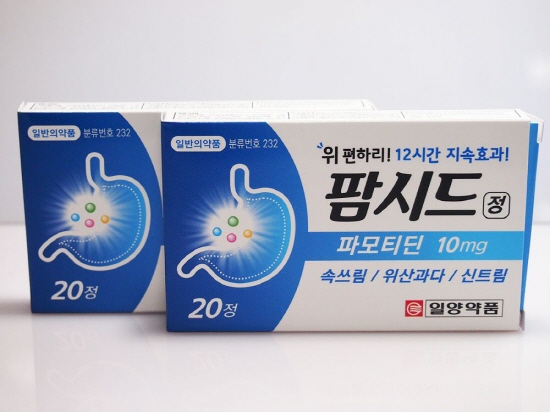 일반의약품 분류번호 232
20정
일반의약품 분류번호 232
위 편하리! 12시간 지속효과!
팜시드 정
파모티딘 10mg
속쓰림 / 위산과다 / 신트림
20정
일양약품